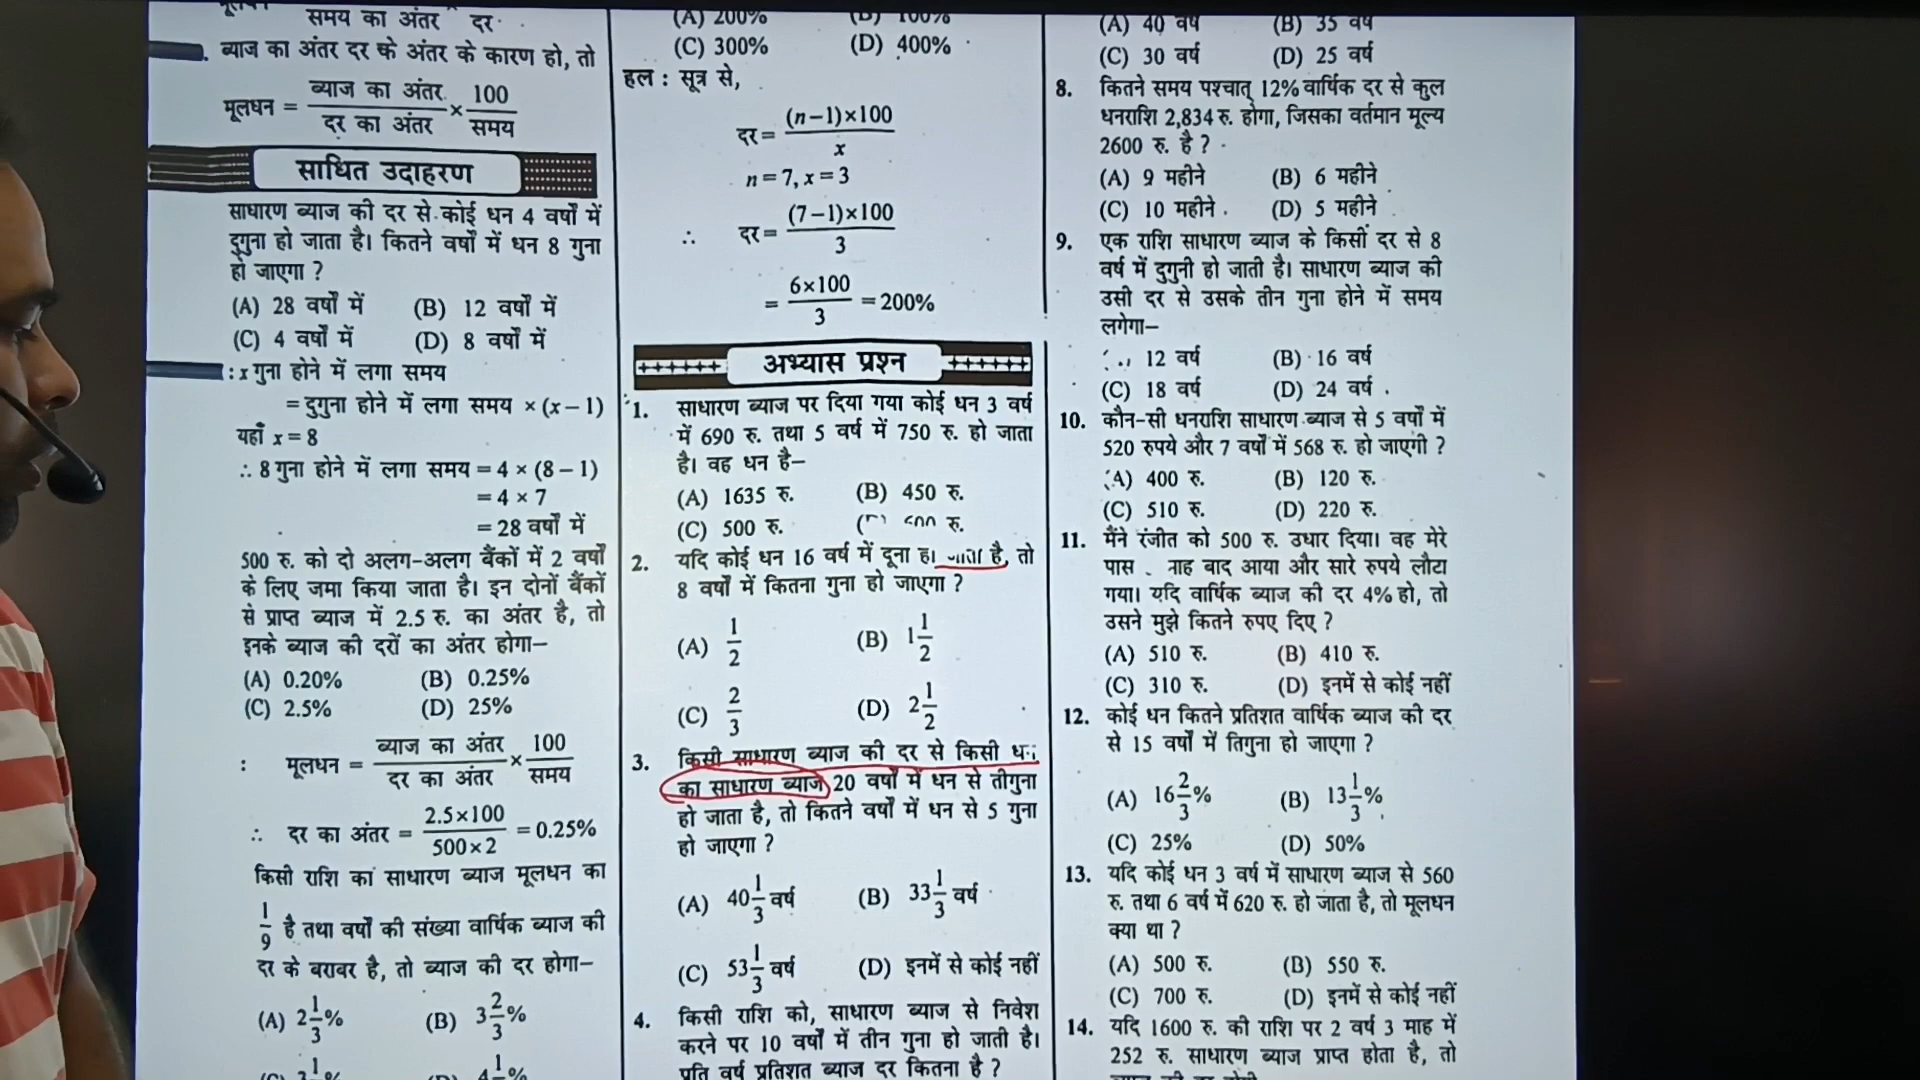 समय का अंतर दर
ब्याज का अंतर दर के अंतर के कारण हो, तो
मूलधन = ब्याज का अंतर / दर का अंतर × 100 / समय
साधित उदाहरण
साधारण ब्याज की दर से कोई धन 4 वर्षों में
दुगुना हो जाता है। कितने वर्षों में धन 8 गुना
हो जाएगा ?
(A) 28 वर्षों में (B) 12 वर्षों में
(C) 4 वर्षों में (D) 8 वर्षों में
: x गुना होने में लगा समय
= दुगुना होने में लगा समय × (x – 1)
यहाँ x = 8
∴ 8 गुना होने में लगा समय = 4 × (8 – 1)
= 4 × 7
= 28 वर्षों में
500 रु. को दो अलग-अलग बैंकों में 2 वर्षों
के लिए जमा किया जाता है। इन दोनों बैंकों
से प्राप्त ब्याज में 2.5 रु. का अंतर है, तो
इनके ब्याज की दरों का अंतर होगा–
(A) 0.20% (B) 0.25%
(C) 2.5% (D) 25%
: मूलधन = ब्याज का अंतर / दर का अंतर × 100 / समय
∴ दर का अंतर = 2.5×100 / 500×2 = 0.25%
किसी राशि का साधारण ब्याज मूलधन का
1/9 है तथा वर्षों की संख्या वार्षिक ब्याज की
दर के बराबर है, तो ब्याज की दर होगा–
(A) 2 1/3% (B) 3 2/3%
(A) 200% (B) 100%
(C) 300% (D) 400%
हल : सूत्र से,
दर = (n–1)×100 / x
n = 7, x = 3
∴ दर = (7–1)×100 / 3
= 6×100 / 3 = 200%
अभ्यास प्रश्न
1. साधारण ब्याज पर दिया गया कोई धन 3 वर्ष
में 690 रु. तथा 5 वर्ष में 750 रु. हो जाता
है। वह धन है–
(A) 1635 रु. (B) 450 रु.
(C) 500 रु. रु.
2. यदि कोई धन 16 वर्ष में दूना है, तो
8 वर्षों में कितना गुना हो जाएगा ?
(A) 1/2 (B) 1 1/2
(C) 2/3 (D) 2 1/2
3. किसी साधारण ब्याज की दर से किसी
का साधारण ब्याज 20 वर्षों में धन से तीगुना
हो जाता है, तो कितने वर्षों में धन से 5 गुना
हो जाएगा ?
(A) 40 1/3 वर्ष (B) 33 1/3 वर्ष
(C) 53 1/3 वर्ष (D) इनमें से कोई नहीं
4. किसी राशि को, साधारण ब्याज से निवेश
करने पर 10 वर्षों में तीन गुना हो जाती है।
प्रति वर्ष प्रतिशत ब्याज दर कितना है ?
(A) 40 वर्ष (B) 35 वर्ष
(C) 30 वर्ष (D) 25 वर्ष
8. कितने समय पश्चात् 12% वार्षिक दर से कुल
धनराशि 2,834 रु. होगा, जिसका वर्तमान मूल्य
2600 रु. है ?
(A) 9 महीने (B) 6 महीने
(C) 10 महीने (D) 5 महीने
9. एक राशि साधारण ब्याज के किसी दर से 8
वर्ष में दुगुनी हो जाती है। साधारण ब्याज की
उसी दर से उसके तीन गुना होने में समय
लगेगा–
12 वर्ष (B) 16 वर्ष
(C) 18 वर्ष (D) 24 वर्ष
10. कौन-सी धनराशि साधारण ब्याज से 5 वर्षों में
520 रुपये और 7 वर्षों में 568 रु. हो जाएगी ?
(A) 400 रु. (B) 120 रु.
(C) 510 रु. (D) 220 रु.
11. मैंने रंजीत को 500 रु. उधार दिया। वह मेरे
पास बाद आया और सारे रुपये लौटा
गया। यदि वार्षिक ब्याज की दर 4% हो, तो
उसने मुझे कितने रुपए दिए ?
(A) 510 रु. (B) 410 रु.
(C) 310 रु. (D) इनमें से कोई नहीं
12. कोई धन कितने प्रतिशत वार्षिक ब्याज की दर
से 15 वर्षों में तिगुना हो जाएगा ?
(A) 16 2/3% (B) 13 1/3%
(C) 25% (D) 50%
13. यदि कोई धन 3 वर्ष में साधारण ब्याज से 560
रु. तथा 6 वर्ष में 620 रु. हो जाता है, तो मूलधन
क्या था ?
(A) 500 रु. (B) 550 रु.
(C) 700 रु. (D) इनमें से कोई नहीं
14. यदि 1600 रु. की राशि पर 2 वर्ष 3 माह में
252 रु. साधारण ब्याज प्राप्त होता है, तो